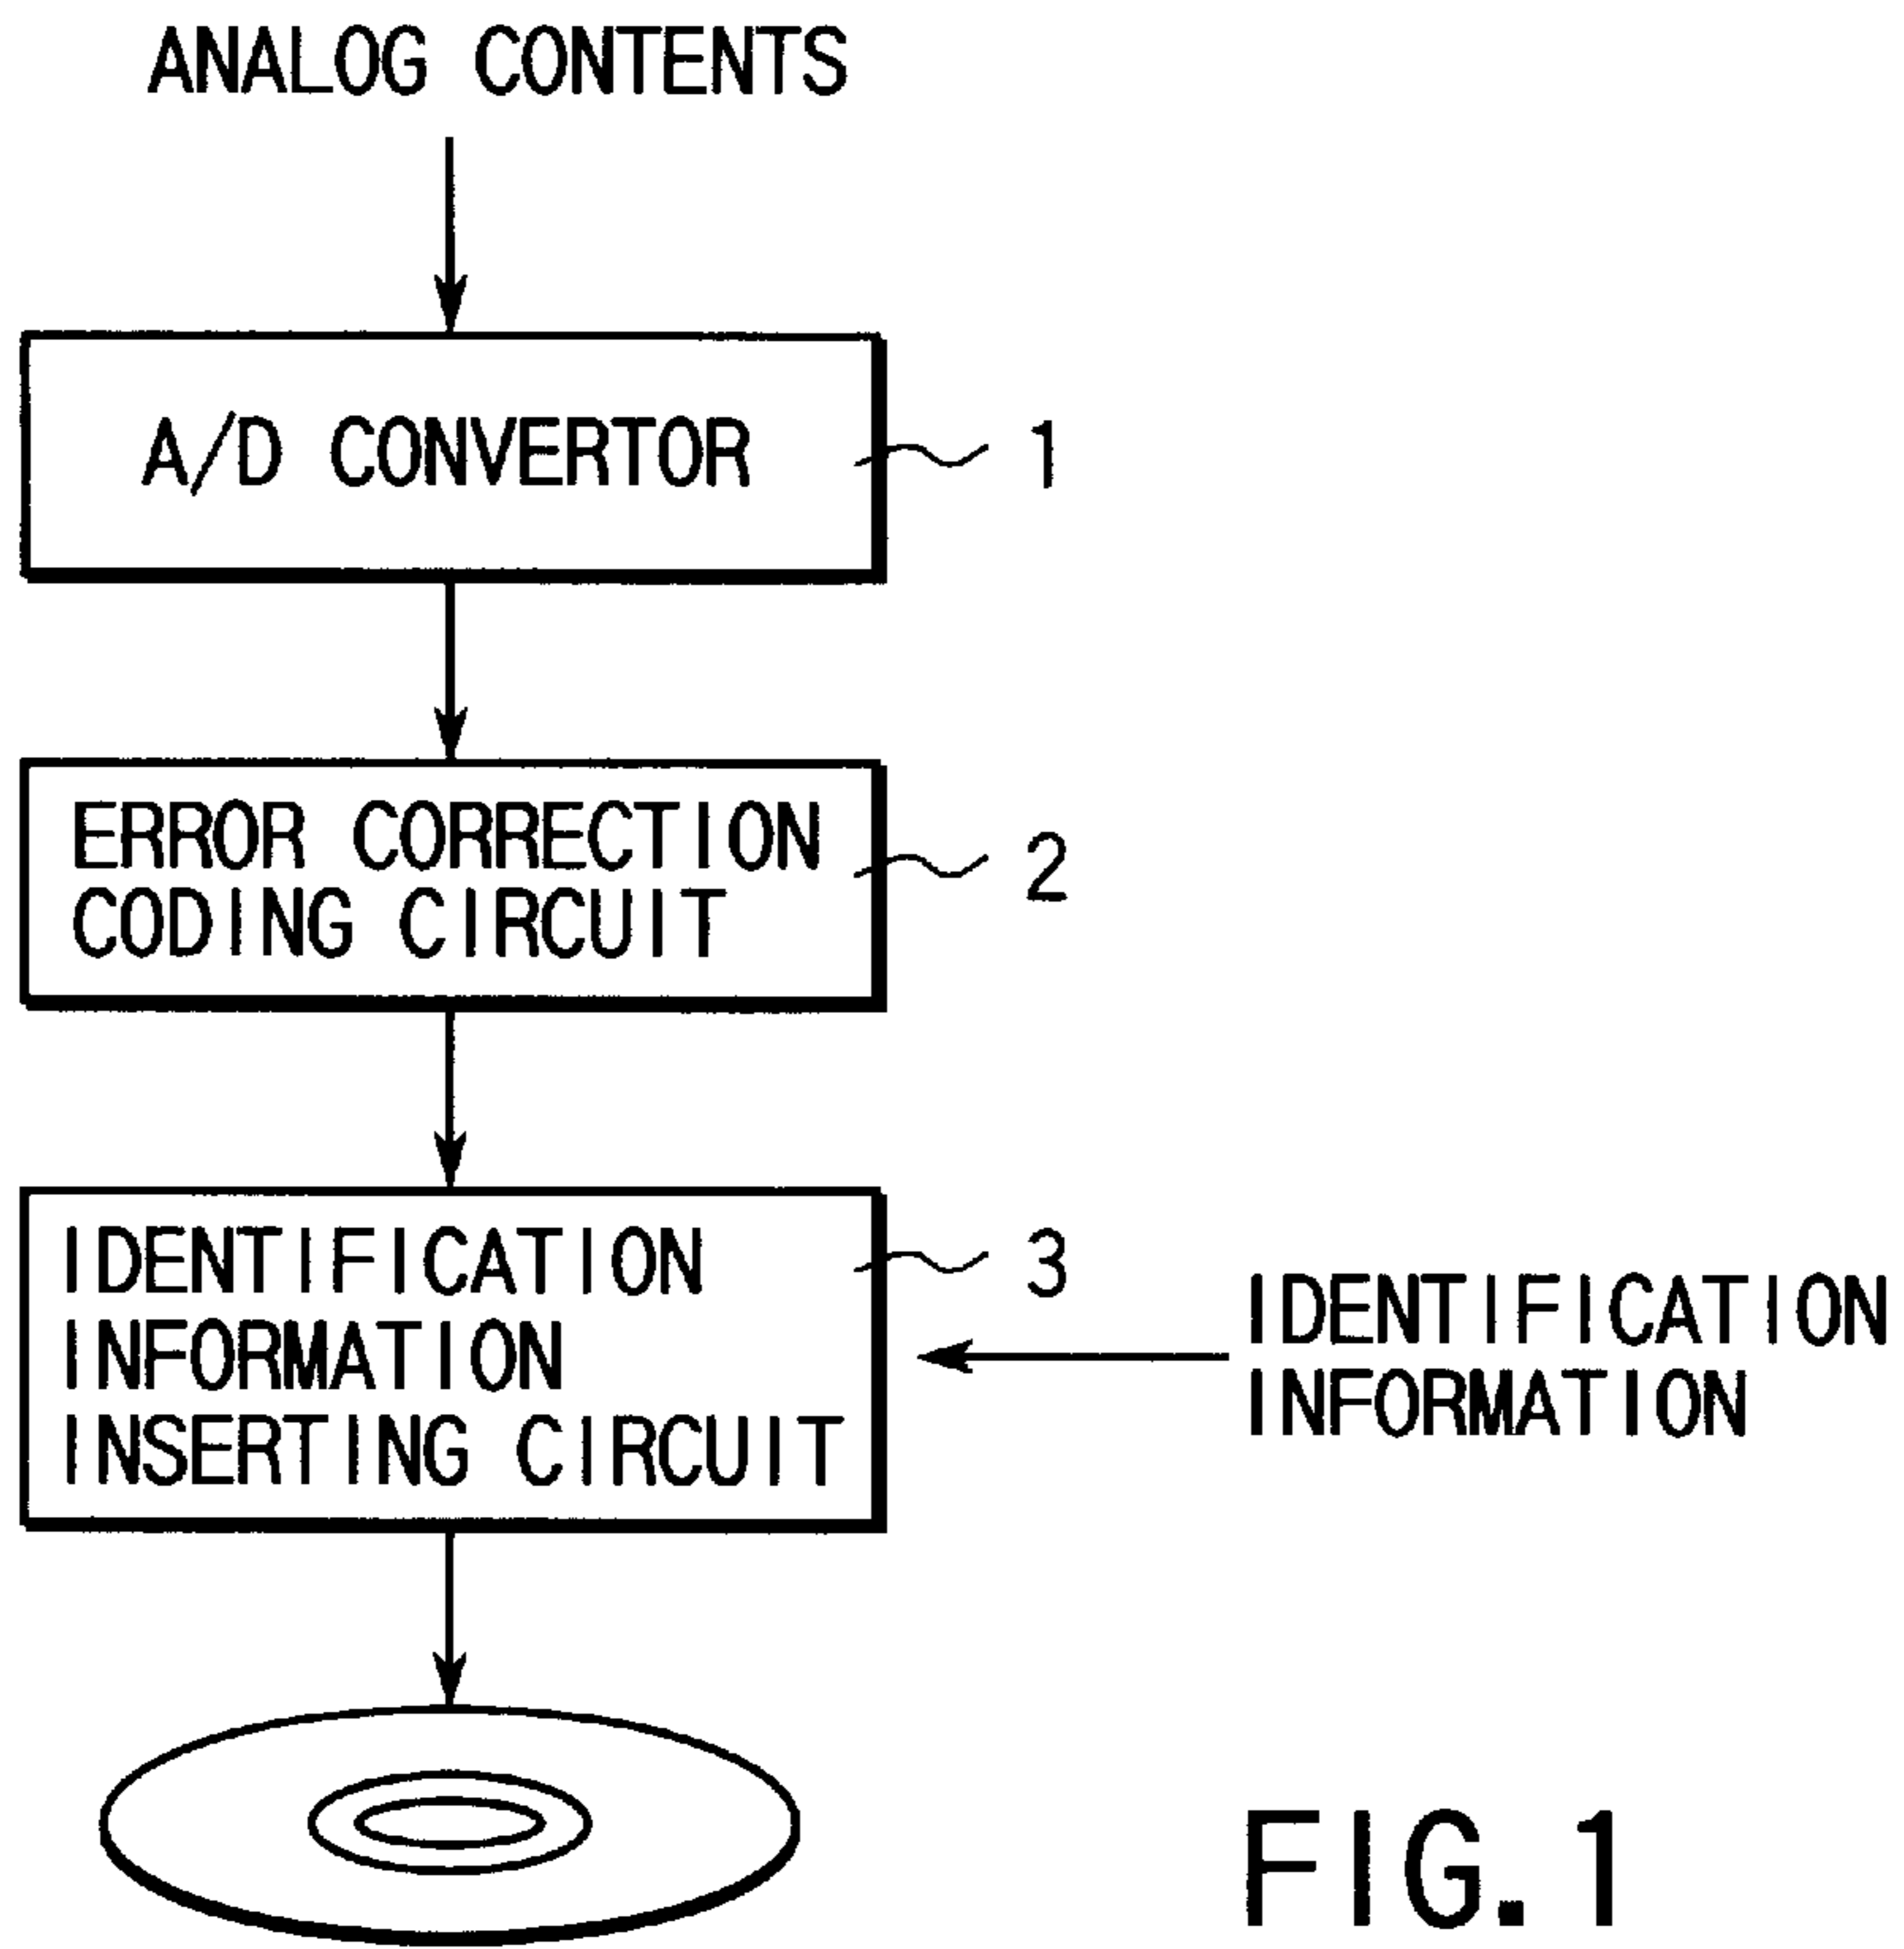 ANALOG CONTENTS
A/D CONVERTOR
1
ERROR CORRECTION
CODING CIRCUIT
2
IDENTIFICATION
INFORMATION
INSERTING CIRCUIT
3
IDENTIFICATION
INFORMATION
FIG. 1